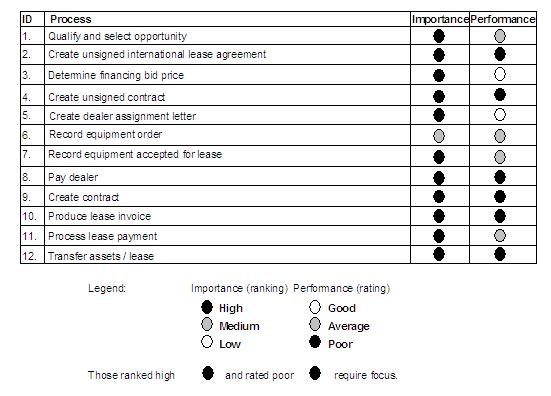 ID Process Importance Performance
1. Qualify and select opportunity
2. Create unsigned international lease agreement
3. Detemine financing bid price
4. Create unsigned contract
5. Create dealer assignment letter
6. Record equipment order
7. Record equipment accepted for lease
8. Pay dealer
9. Create contract
10. Produce lease invoice
11. Process lease payment
12. Transfer assets / lease
Legend: Importance (ranking) Performance (rating)
High Good
Medium Average
Low Poor
Those ranked high and rated poor require focus.